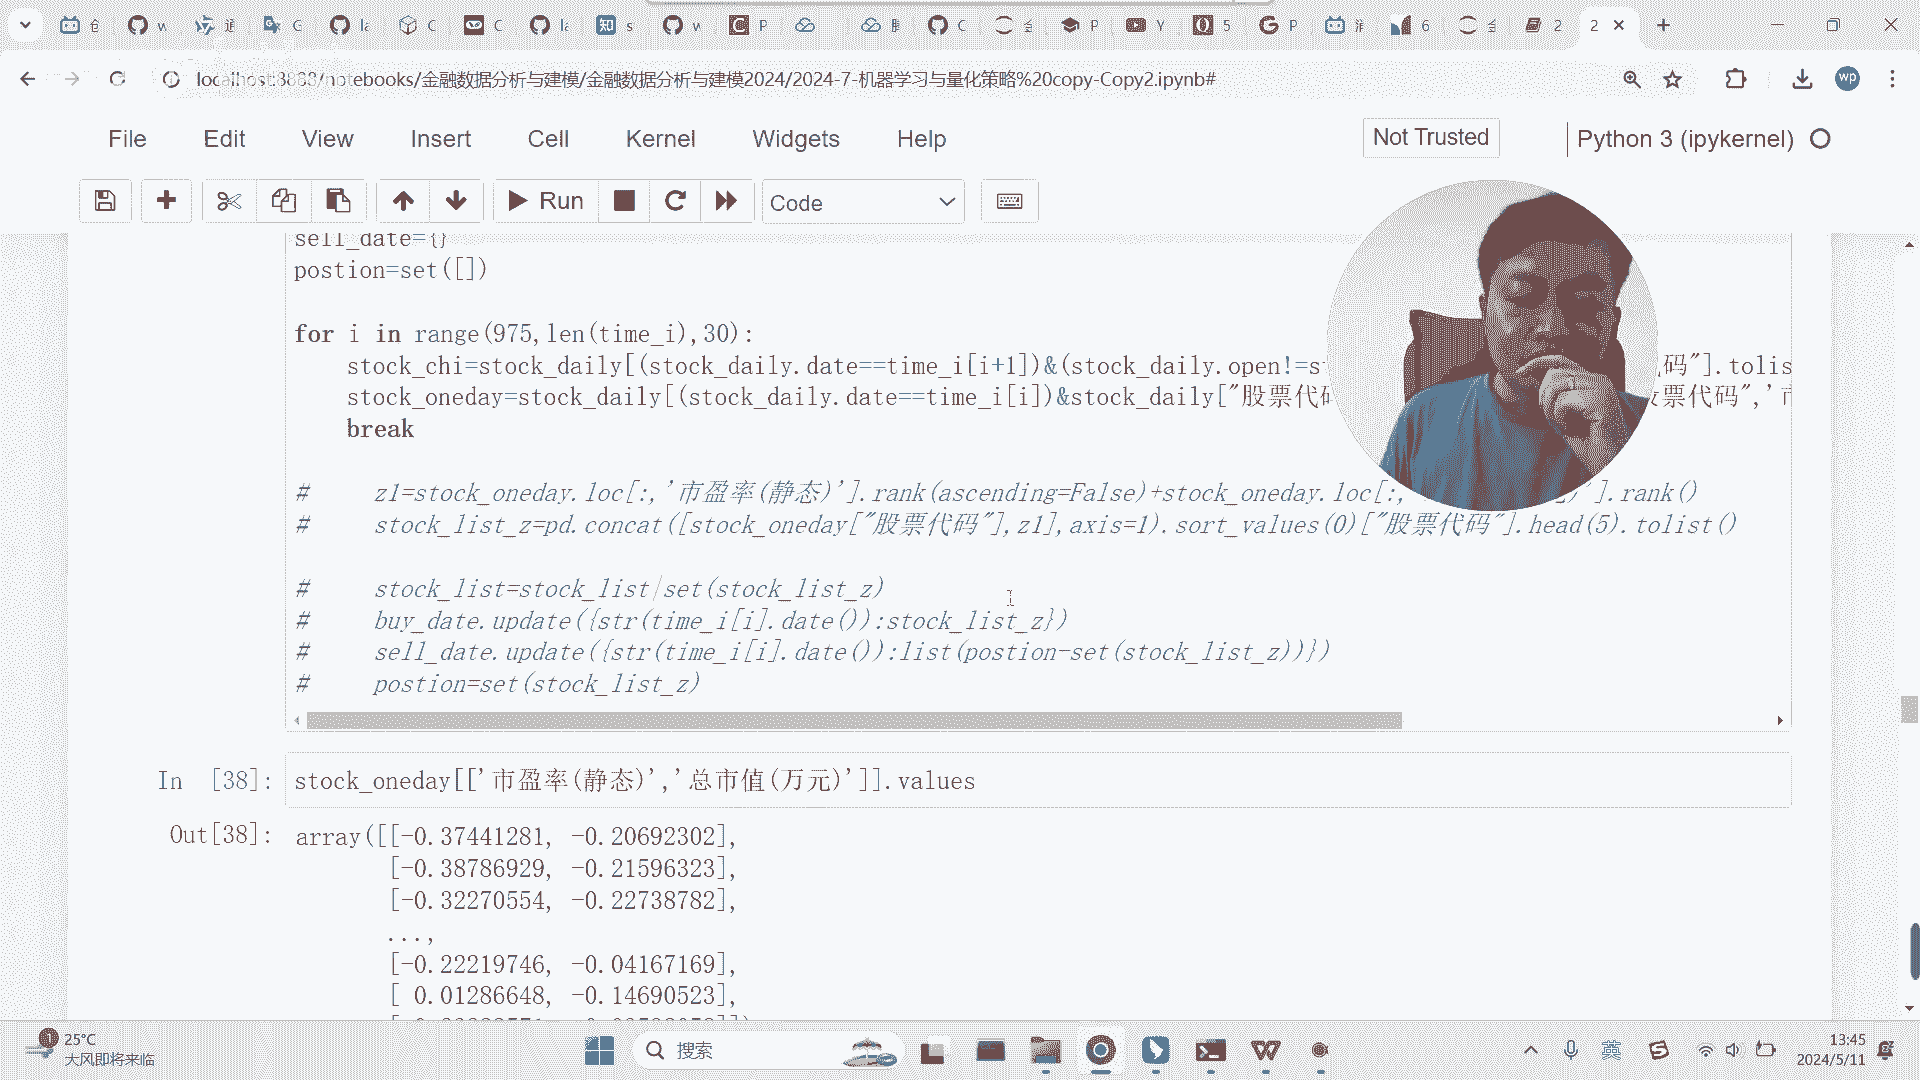 localhost:8888/notebooks/金融数据分析与建模/金融数据分析与建模2024/2024-7-机器学习与量化策略%20copy-Copy2.ipynb#
File Edit View Insert Cell Kernel Widgets Help
Not Trusted
Python 3 (ipykernel)
Run
Code
sell_date={}
postion=set([])
for i in range(975,len(time_i),30):
stock_chi=stock_daily[(stock_daily.date==time_i[i+1])&(stock_daily.open!=s 码"].tolis
stock_oneday=stock_daily[(stock_daily.date==time_i[i])&stock_daily["股票代 股票代码",'市
break
# z1=stock_oneday.loc[:,'市盈率(静态)'].rank(ascending=False)+stock_oneday.loc[:,' )'].rank()
# stock_list_z=pd.concat([stock_oneday["股票代码"],z1],axis=1).sort_values(0)["股票代码"].head(5).tolist()
# stock_list=stock_list|set(stock_list_z)
# buy_date.update({str(time_i[i].date()):stock_list_z})
# sell_date.update({str(time_i[i].date()):list(postion-set(stock_list_z))})
# postion=set(stock_list_z)
In [38]:
stock_oneday[['市盈率(静态)','总市值(万元)']].values
Out[38]:
array([[-0.37441281, -0.20692302],
[-0.38786929, -0.21596323],
[-0.32270554, -0.22738782],
...,
[-0.22219746, -0.04167169],
[ 0.01286648, -0.14690523],
25°C
大风即将来临
搜索
英
13:45
2024/5/11